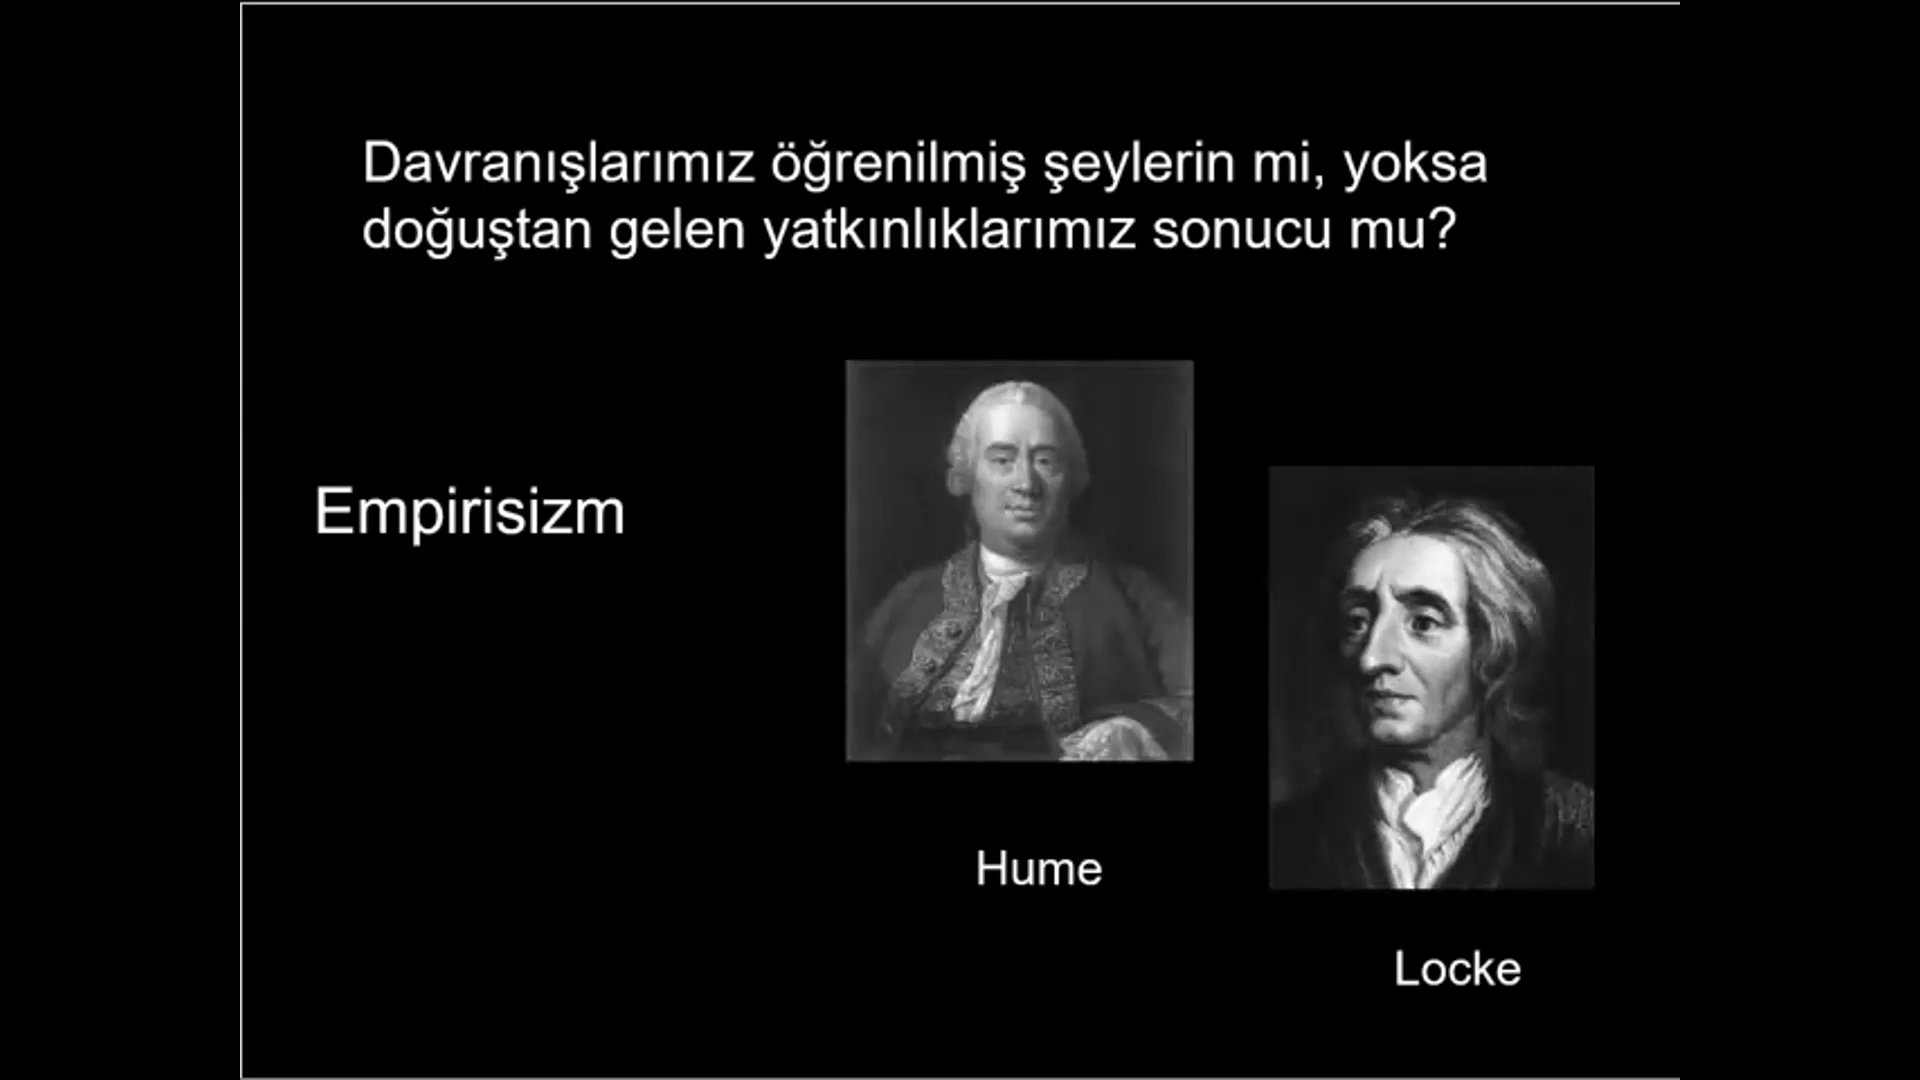 Davranışlarımız öğrenilmiş şeylerin mi, yoksa
doğuştan gelen yatkınlıklarımız sonucu mu?
Empirisizm
Hume
Locke